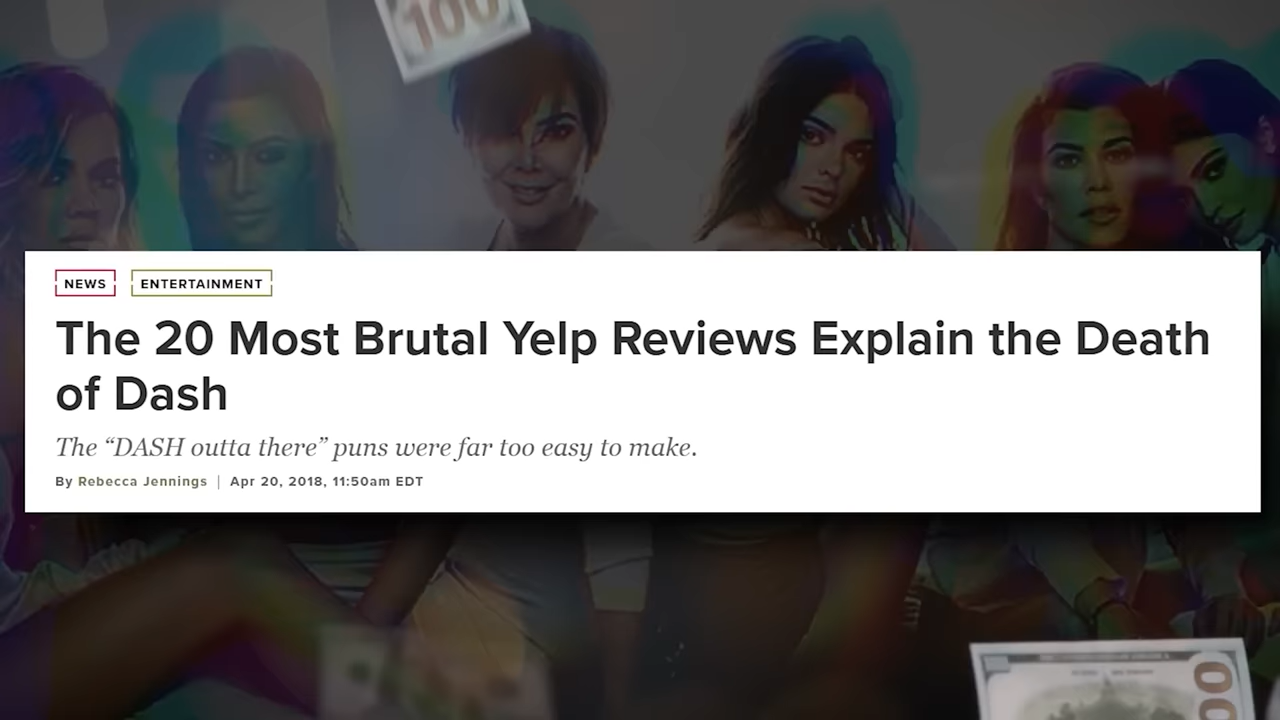 100
NEWS ENTERTAINMENT
The 20 Most Brutal Yelp Reviews Explain the Death
of Dash
The “DASH outta there” puns were far too easy to make.
By Rebecca Jennings | Apr 20, 2018, 11:50am EDT
00